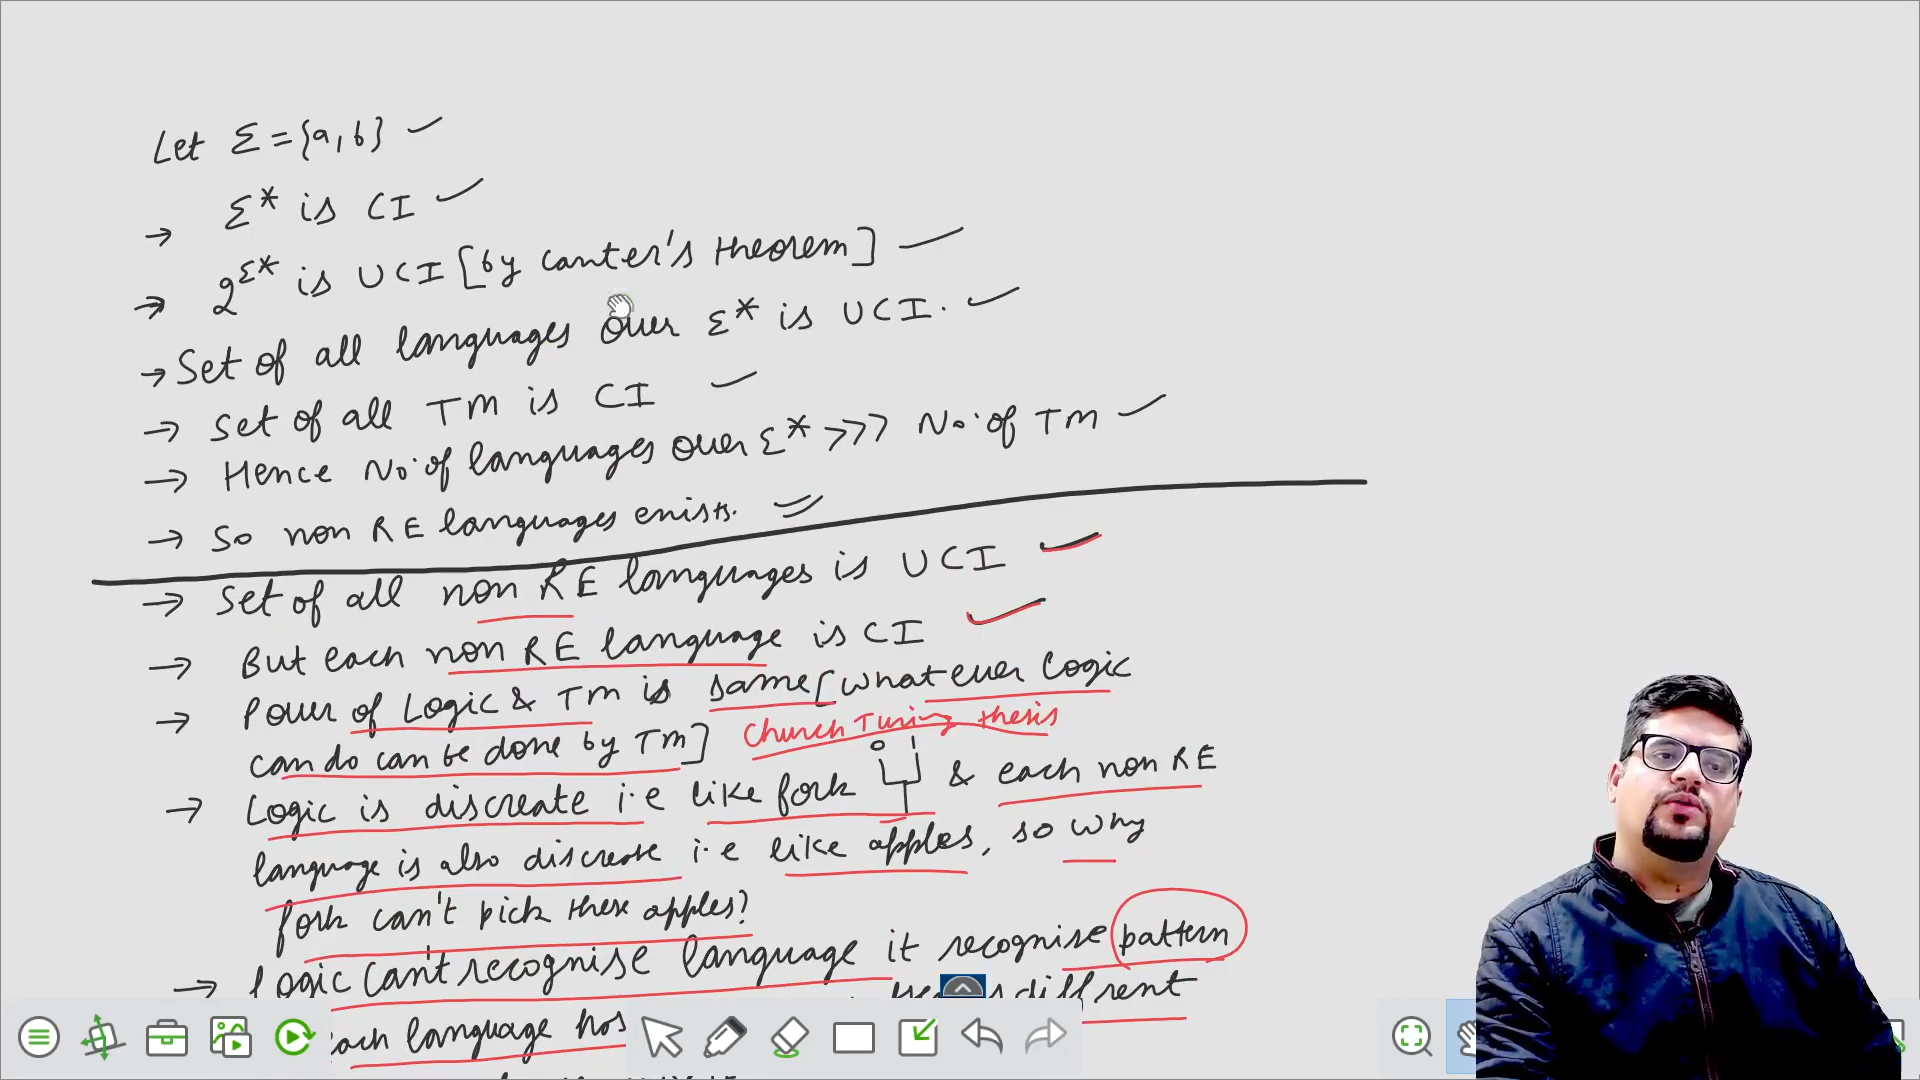 Let Σ = {a, b}
→ Σ* is CI
→ 2^Σ* is UCI [by canter's theorem]
→ Set of all languages over Σ* is UCI.
→ Set of all TM is CI
→ Hence No. of languages over Σ* >>> No. of TM
→ So non RE languages enists.
→ Set of all non RE languages is UCI
→ But each non RE language is CI
→ Power of Logic & TM is same [whatever Logic
can do can be done by TM] Church Turing thesis
0 1
→ Logic is discreate i.e like fork & each non RE
language is also discreate i.e like apples, so why
fork can't pick these apples?
→ Logic can't recognise language it recognise pattern
diffrent
each language has